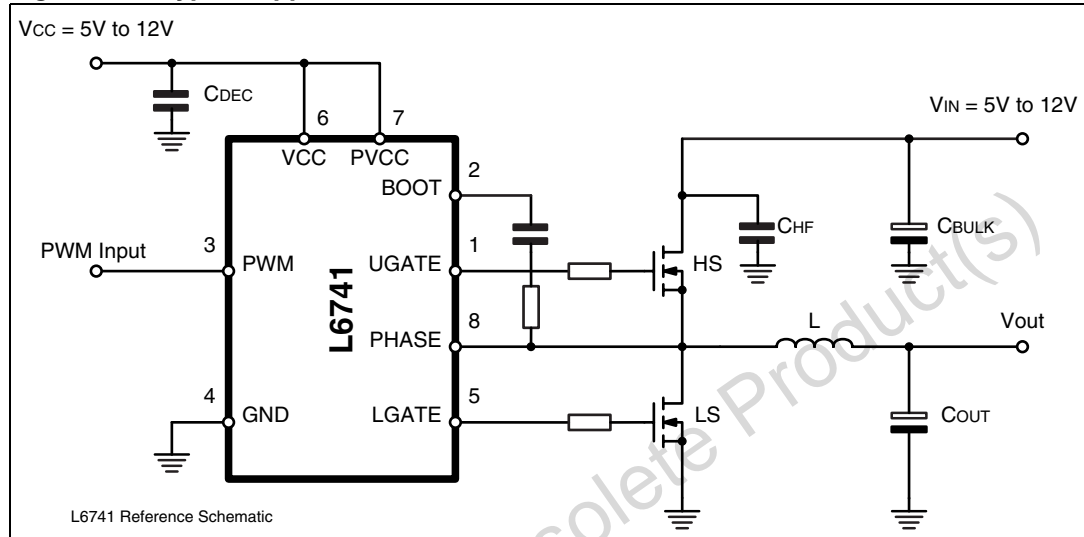 VCC = 5V to 12V
CDEC
6
7
VIN = 5V to 12V
VCC
PVCC
2
BOOT
CHF
CBULK
3
1
PWM Input
PWM
UGATE
HS
L6741
8
L
Vout
PHASE
4
5
GND
LGATE
LS
COUT
L6741 Reference Schematic
solete Product(s)